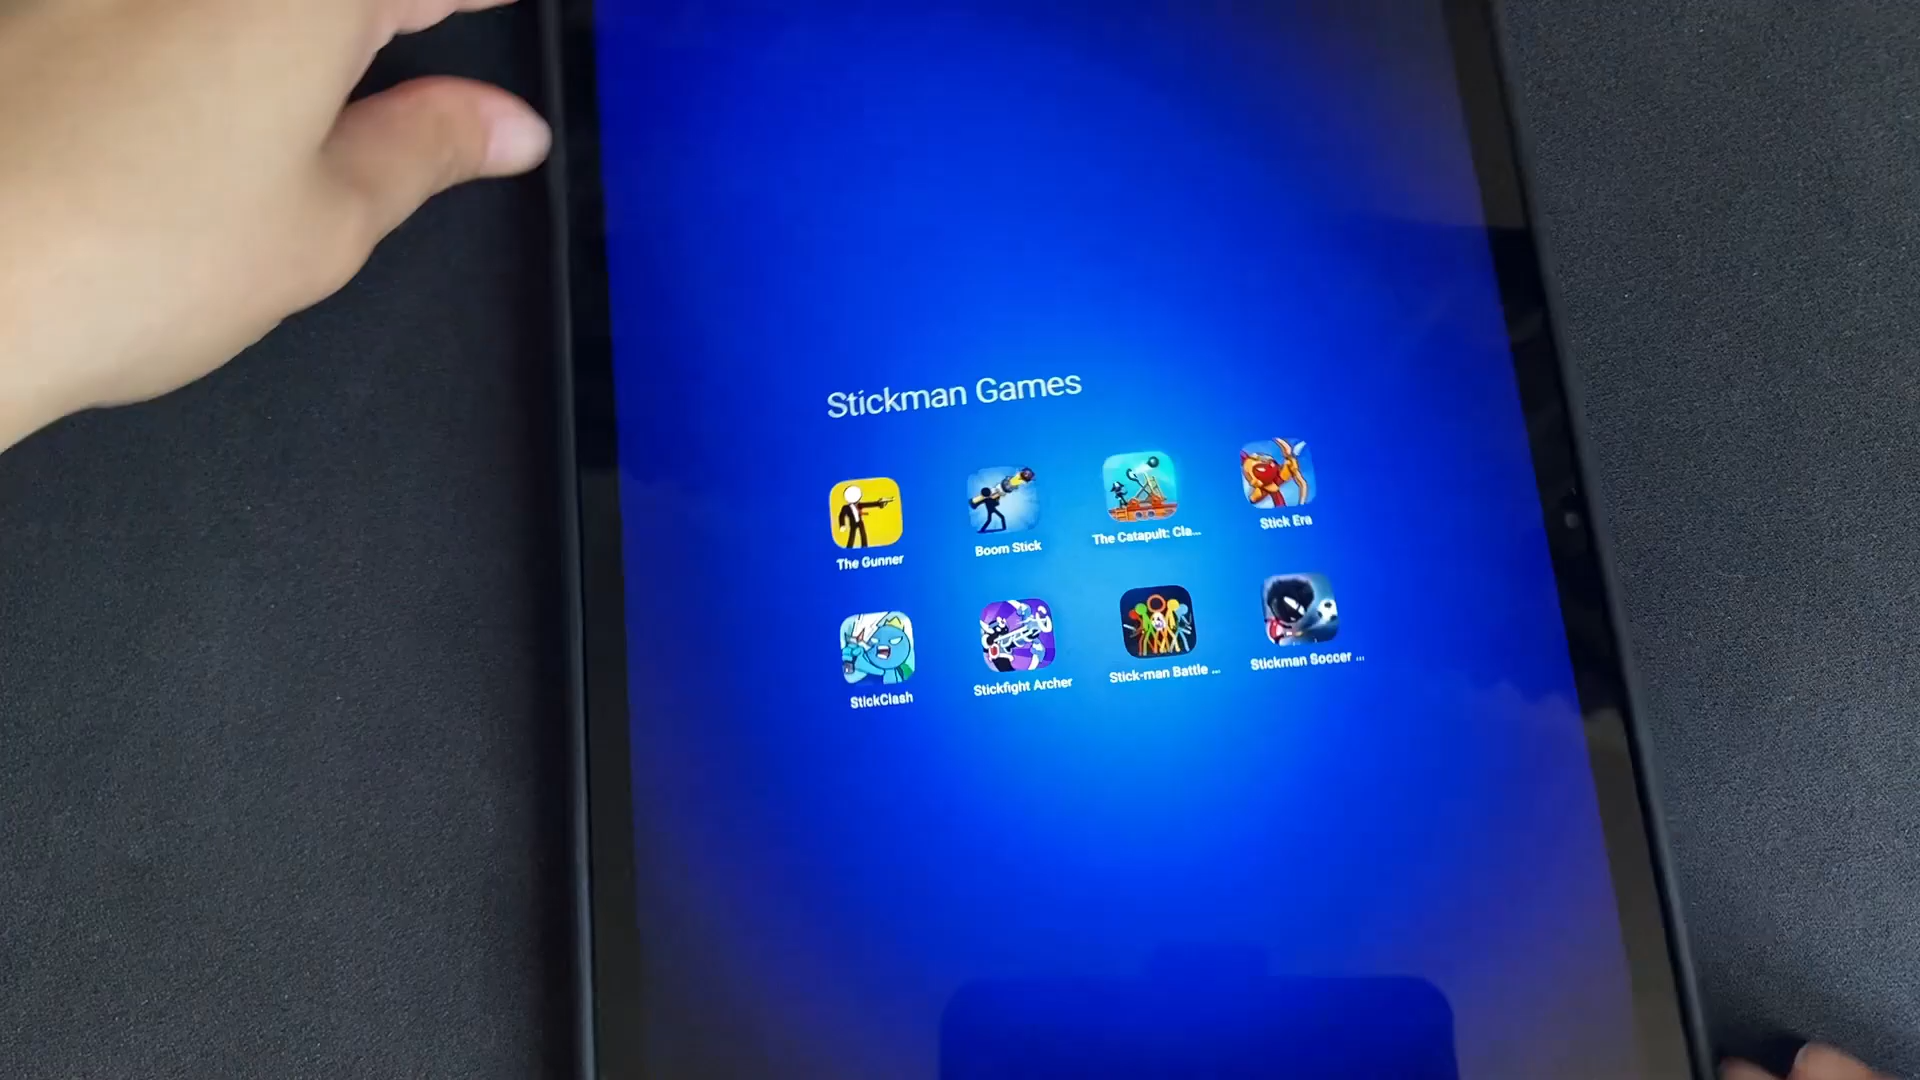 Stickman Games
The Gunner
Boom Stick
The Catapult: Cla...
Stick Era
StickClash
Stickfight Archer
Stick-man Battle ...
Stickman Soccer ...